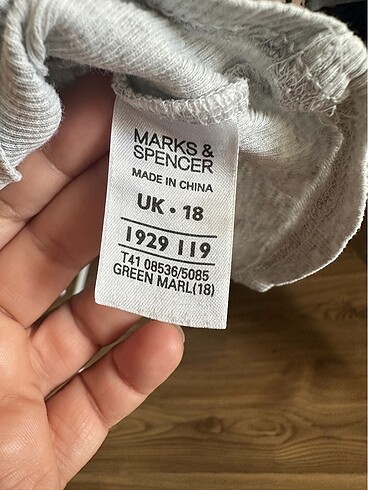 MARKS &
SPENCER
MADE IN CHINA
UK • 18
1929 119
T41 08536/5085
GREEN MARL(18)